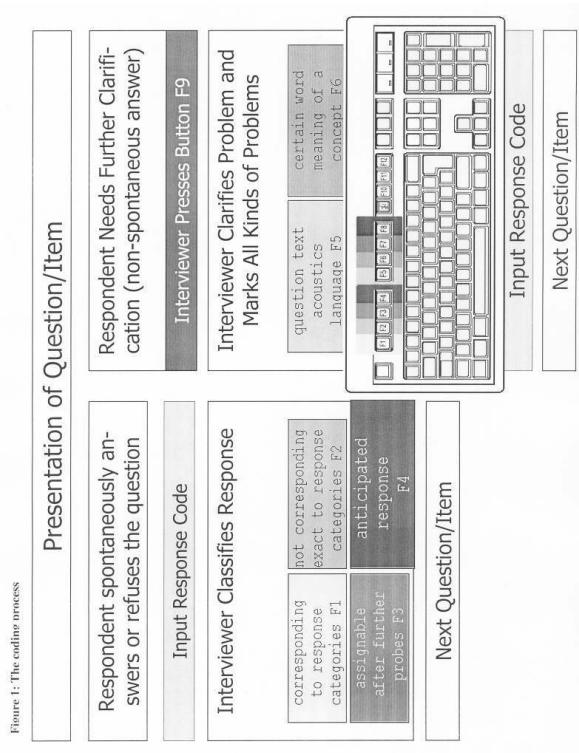 Figure 1: The coding process
Presentation of Question/Item
Respondent spontaneously an-
swers or refuses the question
Input Response Code
Interviewer Classifies Response
corresponding
to response
categories F1
not corresponding
exact to response
categories F2
assignable
after further
probes F3
anticipated
response
F4
Next Question/Item
Respondent Needs Further Clarifi-
cation (non-spontaneous answer)
Interviewer Presses Button F9
Interviewer Clarifies Problem and
Marks All Kinds of Problems
question text
acoustics
language F5
certain word
meaning of a
concept F6
F1 F2 F3 F4 F5 F6 F7 F8 F10 F11 F12
Input Response Code
Next Question/Item